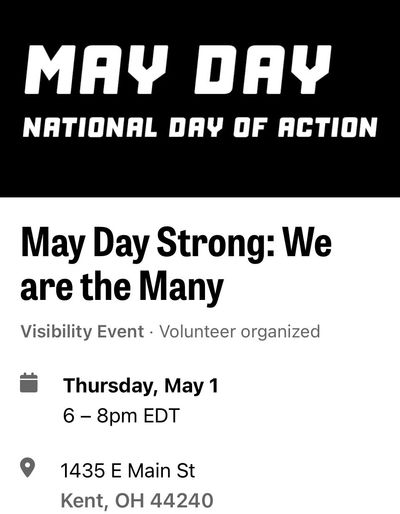 MAY DAY
NATIONAL DAY OF ACTION
May Day Strong: We
are the Many
Visibility Event · Volunteer organized
Thursday, May 1
6 – 8pm EDT
1435 E Main St
Kent, OH 44240